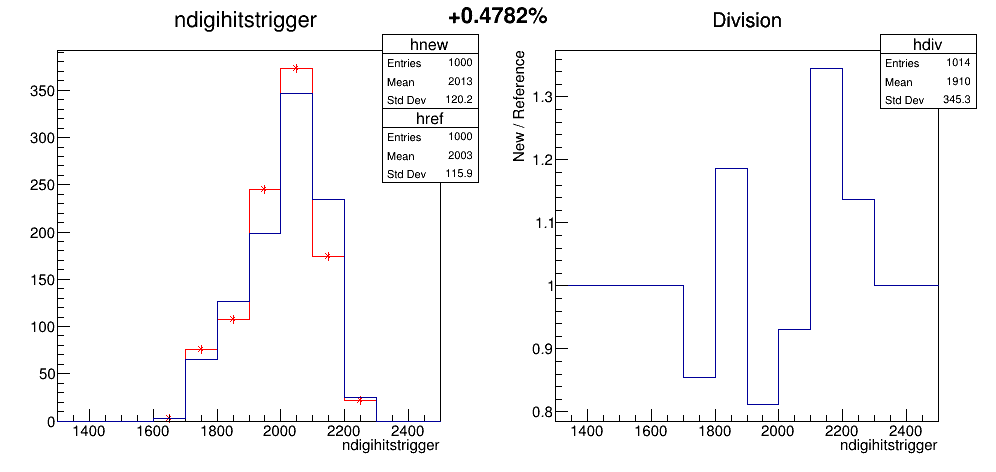 +0.4782%
ndigihitstrigger
hnew
Entries 1000
Mean 2013
Std Dev 120.2
href
Entries 1000
Mean 2003
Std Dev 115.9
350
300
250
200
150
100
50
0
1400 1600 1800 2000 2200 2400
ndigihitstrigger
Division
hdiv
Entries 1014
Mean 1910
Std Dev 345.3
New / Reference
1.3
1.2
1.1
1
0.9
0.8
1400 1600 1800 2000 2200 2400
ndigihitstrigger